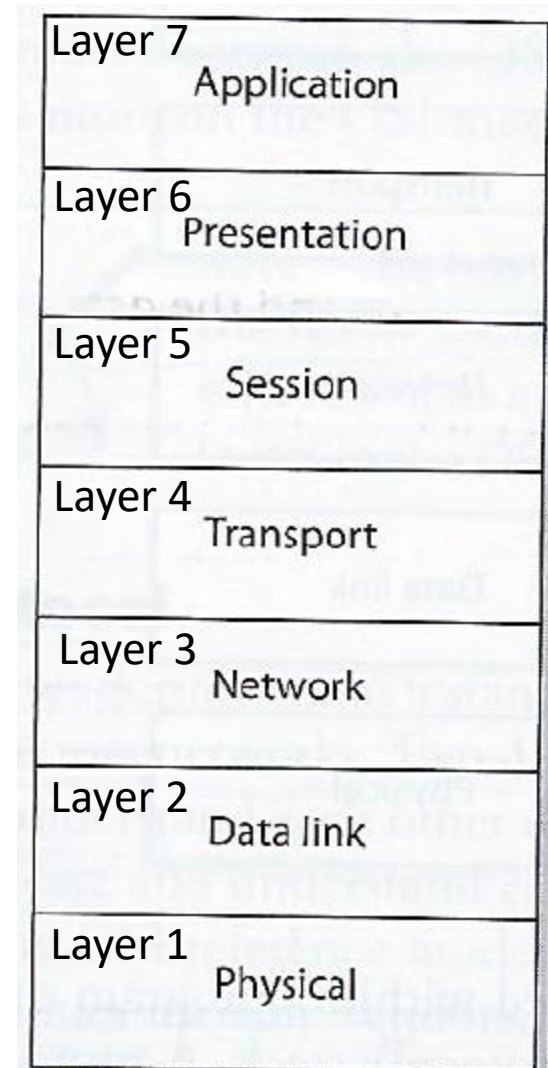 Layer 7
Application
Layer 6
Presentation
Layer 5
Session
Layer 4
Transport
Layer 3
Network
Layer 2
Data link
Layer 1
Physical